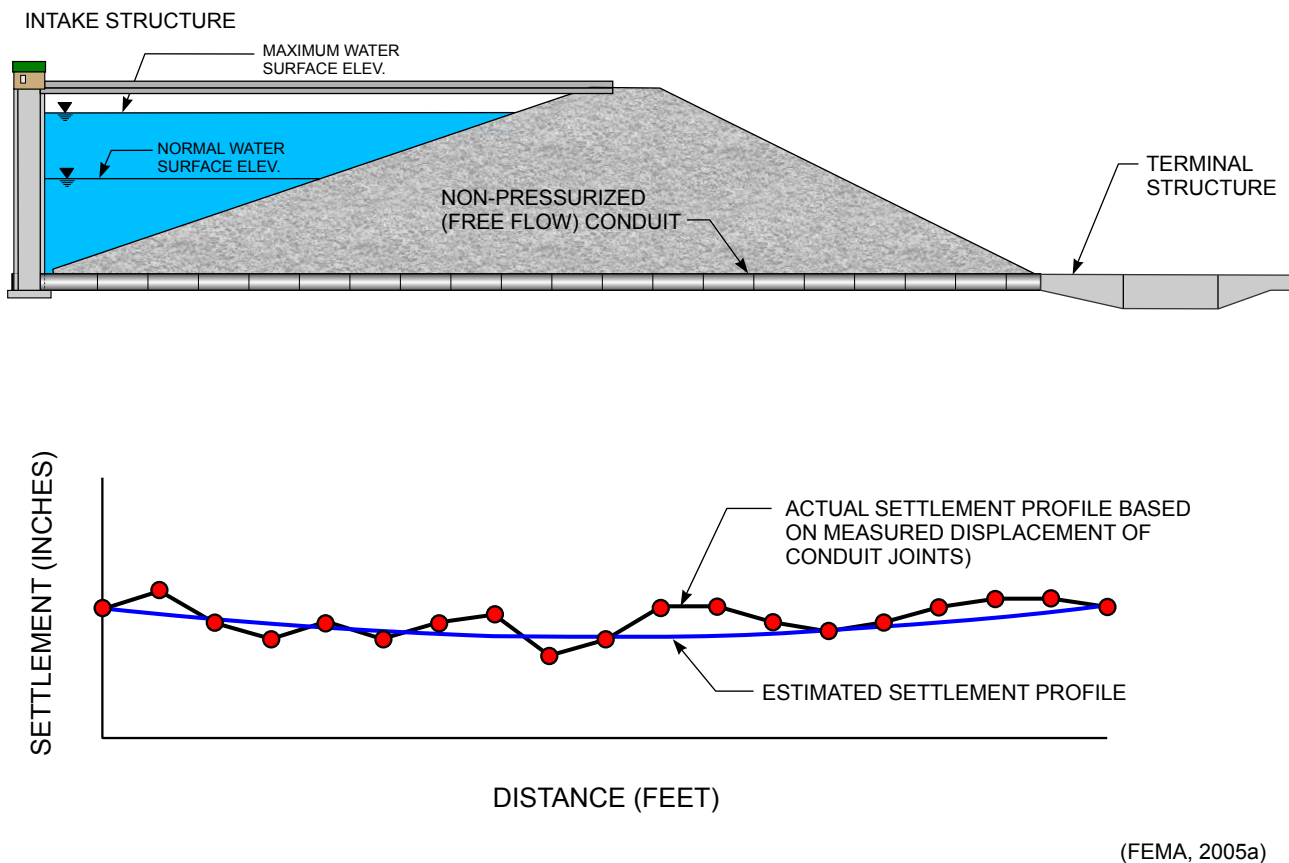 INTAKE STRUCTURE
MAXIMUM WATER
SURFACE ELEV.
NORMAL WATER
SURFACE ELEV.
NON-PRESSURIZED
(FREE FLOW) CONDUIT
TERMINAL
STRUCTURE
SETTLEMENT (INCHES)
ACTUAL SETTLEMENT PROFILE BASED
ON MEASURED DISPLACEMENT OF
CONDUIT JOINTS)
ESTIMATED SETTLEMENT PROFILE
DISTANCE (FEET)
(FEMA, 2005a)